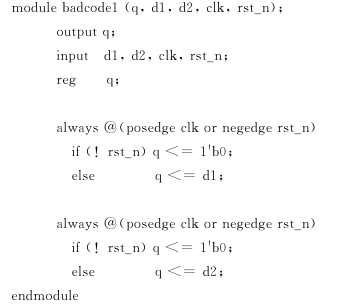 module badcode1 (q, d1, d2, clk, rst_n);
output q;
input d1, d2, clk, rst_n;
reg q;
always @(posedge clk or negedge rst_n)
if (! rst_n) q <= 1'b0;
else q <= d1;
always @(posedge clk or negedge rst_n)
if (! rst_n) q <= 1'b0;
else q <= d2;
endmodule